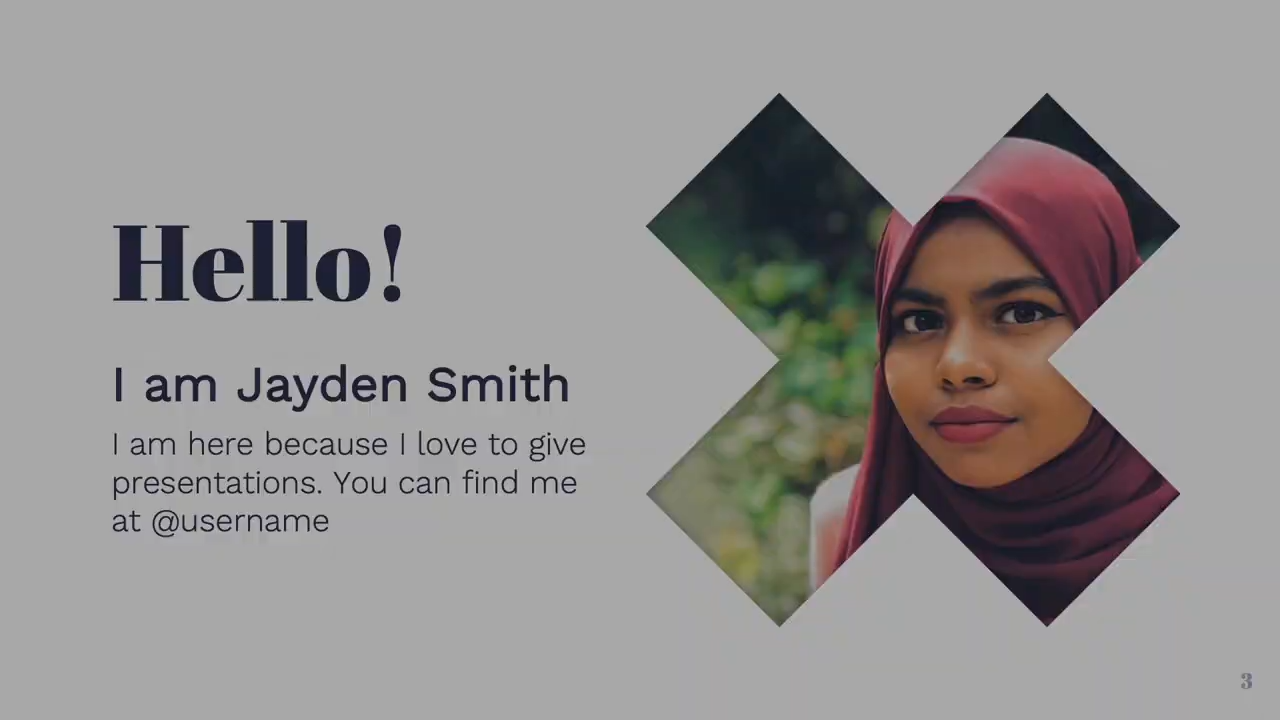 Hello!
I am Jayden Smith
I am here because I love to give
presentations. You can find me
at @username
3